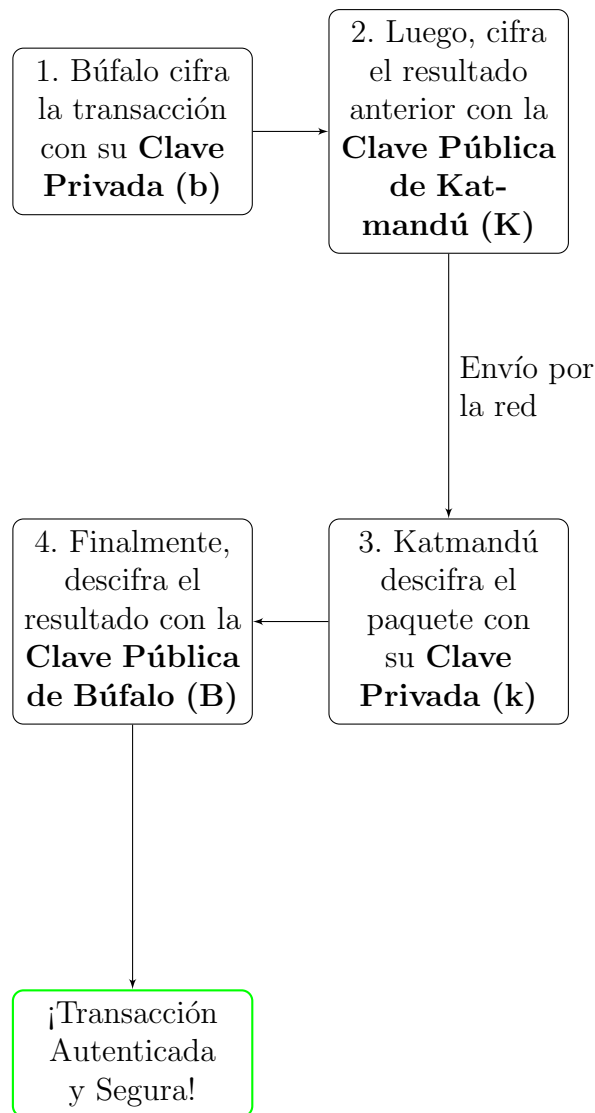 1. Búfalo cifra
la transacción
con su Clave
Privada (b)
2. Luego, cifra
el resultado
anterior con la
Clave Pública
de Kat-
mandú (K)
Envío por
la red
3. Katmandú
descifra el
paquete con
su Clave
Privada (k)
4. Finalmente,
descifra el
resultado con la
Clave Pública
de Búfalo (B)
¡Transacción
Autenticada
y Segura!